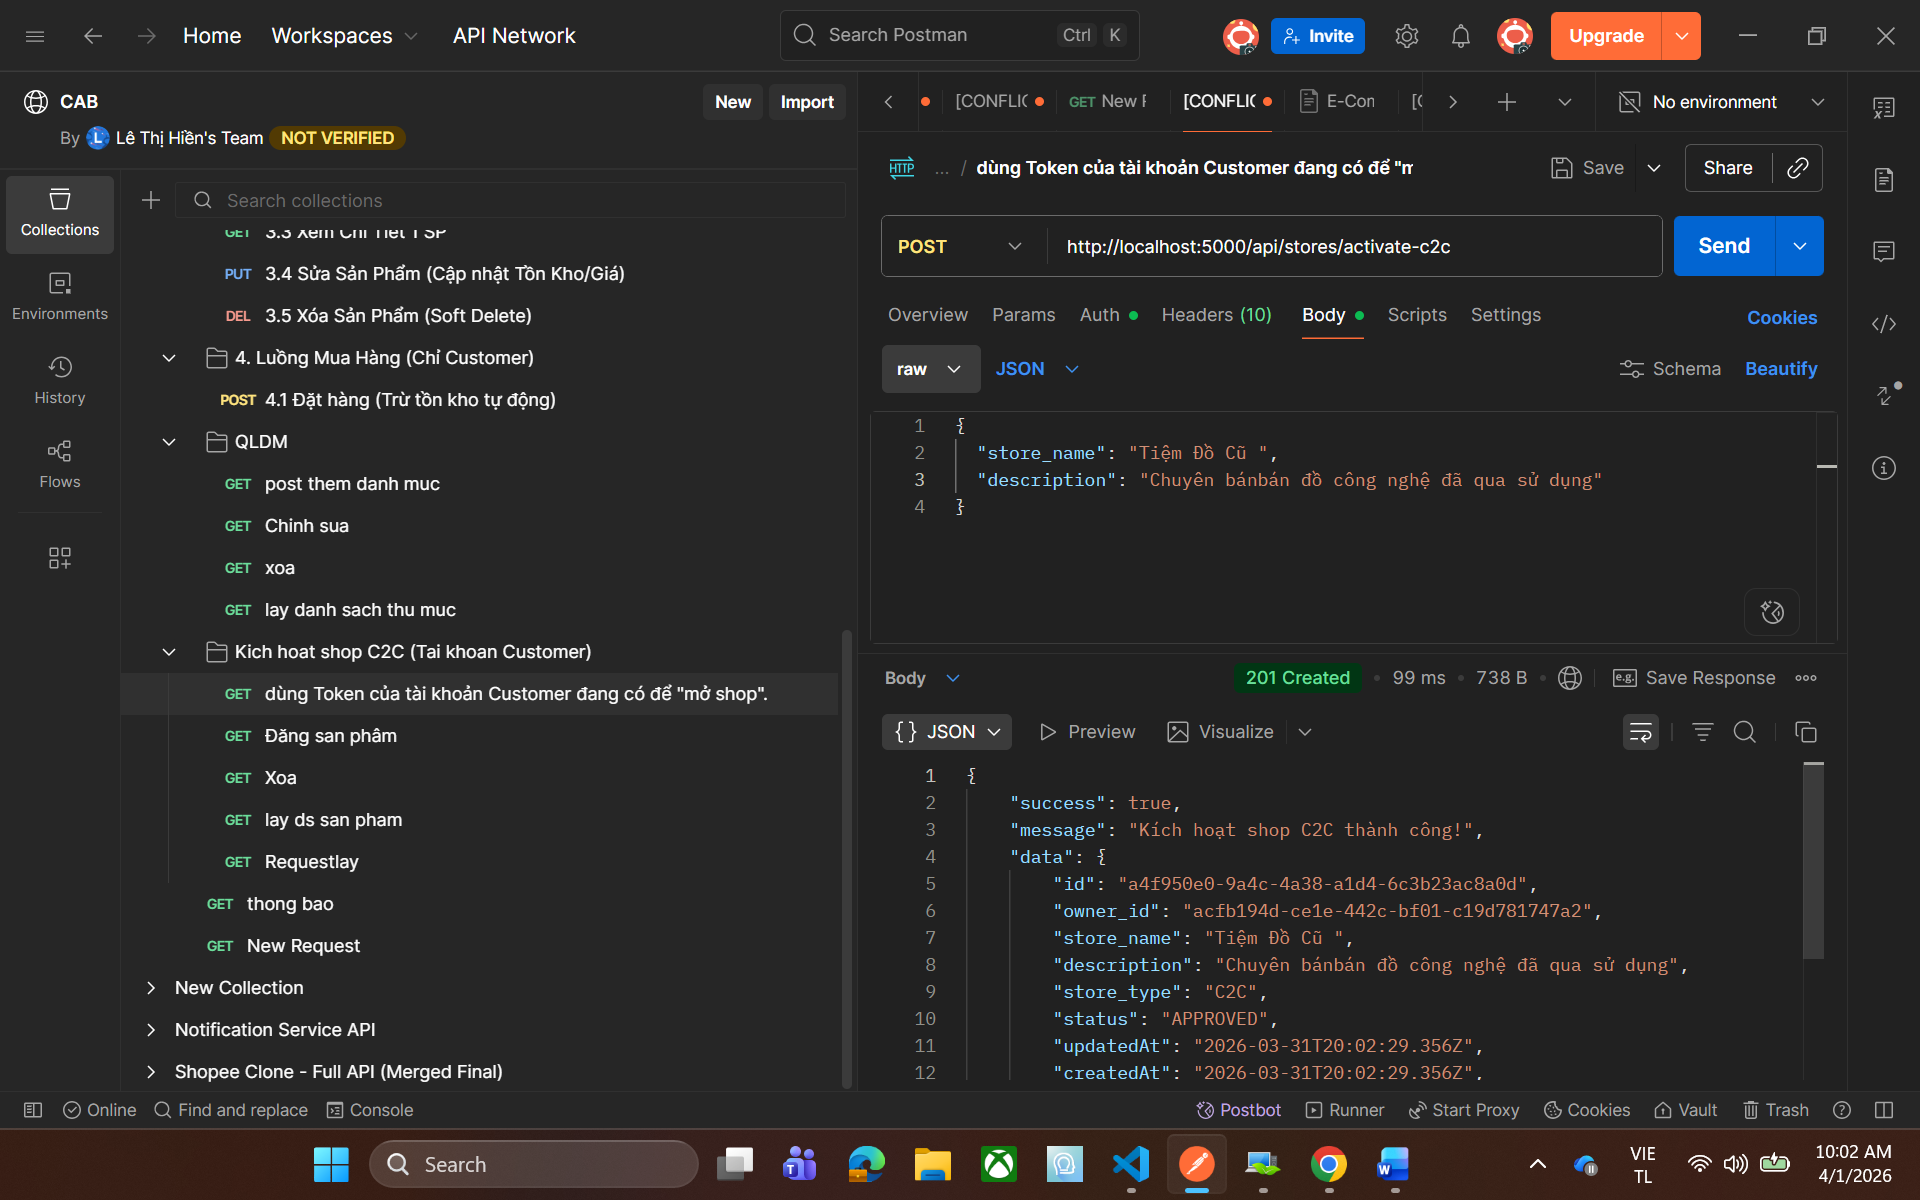 Home
Workspaces
API Network
Search Postman
Ctrl K
Invite
Upgrade
CAB
New
Import
By L Lê Thị Hiền's Team NOT VERIFIED
Collections
Environments
History
Flows
Search collections
GET 3.3 Xem Chi Tiết 1 SP
PUT 3.4 Sửa Sản Phẩm (Cập nhật Tồn Kho/Giá)
DEL 3.5 Xóa Sản Phẩm (Soft Delete)
4. Luồng Mua Hàng (Chỉ Customer)
POST 4.1 Đặt hàng (Trừ tồn kho tự động)
QLDM
GET post them danh muc
GET Chinh sua
GET xoa
GET lay danh sach thu muc
Kich hoat shop C2C (Tai khoan Customer)
GET dùng Token của tài khoản Customer đang có để "mở shop".
GET Đăng san phâm
GET Xoa
GET lay ds san pham
GET Requestlay
GET thong bao
GET New Request
New Collection
Notification Service API
Shopee Clone - Full API (Merged Final)
[CONFLIC
GET New F
[CONFLIC
E-Con
[C
No environment
HTTP ... / dùng Token của tài khoản Customer đang có để "m
Save
Share
POST
http://localhost:5000/api/stores/activate-c2c
Send
Overview Params Auth Headers (10) Body Scripts Settings
Cookies
raw JSON
Schema
Beautify
1 {
2 "store_name": "Tiệm Đồ Cũ ",
3 "description": "Chuyên bánbán đồ công nghệ đã qua sử dụng"
4 }
Body
201 Created • 99 ms • 738 B • e.g. Save Response
{} JSON Preview Visualize
1 {
2 "success": true,
3 "message": "Kích hoạt shop C2C thành công!",
4 "data": {
5 "id": "a4f950e0-9a4c-4a38-a1d4-6c3b23ac8a0d",
6 "owner_id": "acfb194d-ce1e-442c-bf01-c19d781747a2",
7 "store_name": "Tiệm Đồ Cũ ",
8 "description": "Chuyên bánbán đồ công nghệ đã qua sử dụng",
9 "store_type": "C2C",
10 "status": "APPROVED",
11 "updatedAt": "2026-03-31T20:02:29.356Z",
12 "createdAt": "2026-03-31T20:02:29.356Z",
Online
Find and replace
Console
Postbot
Runner
Start Proxy
Cookies
Vault
Trash
Search
VIE
TL
10:02 AM
4/1/2026